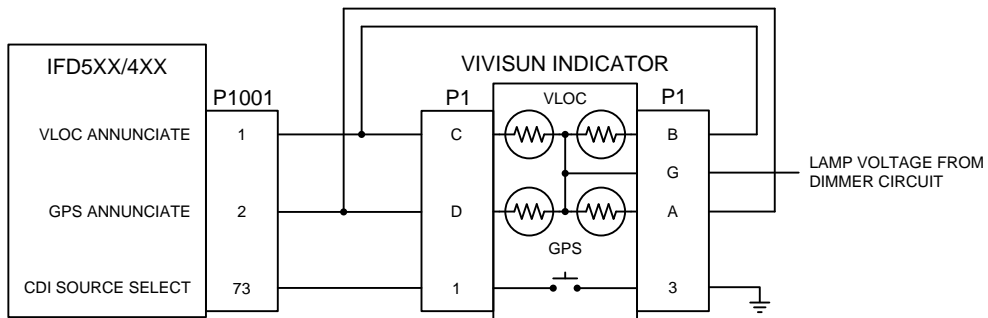 IFD5XX/4XX
VIVISUN INDICATOR
P1001
P1
VLOC
P1
VLOC ANNUNCIATE
1
C
B
G
LAMP VOLTAGE FROM
DIMMER CIRCUIT
GPS ANNUNCIATE
2
D
A
GPS
CDI SOURCE SELECT
73
1
3